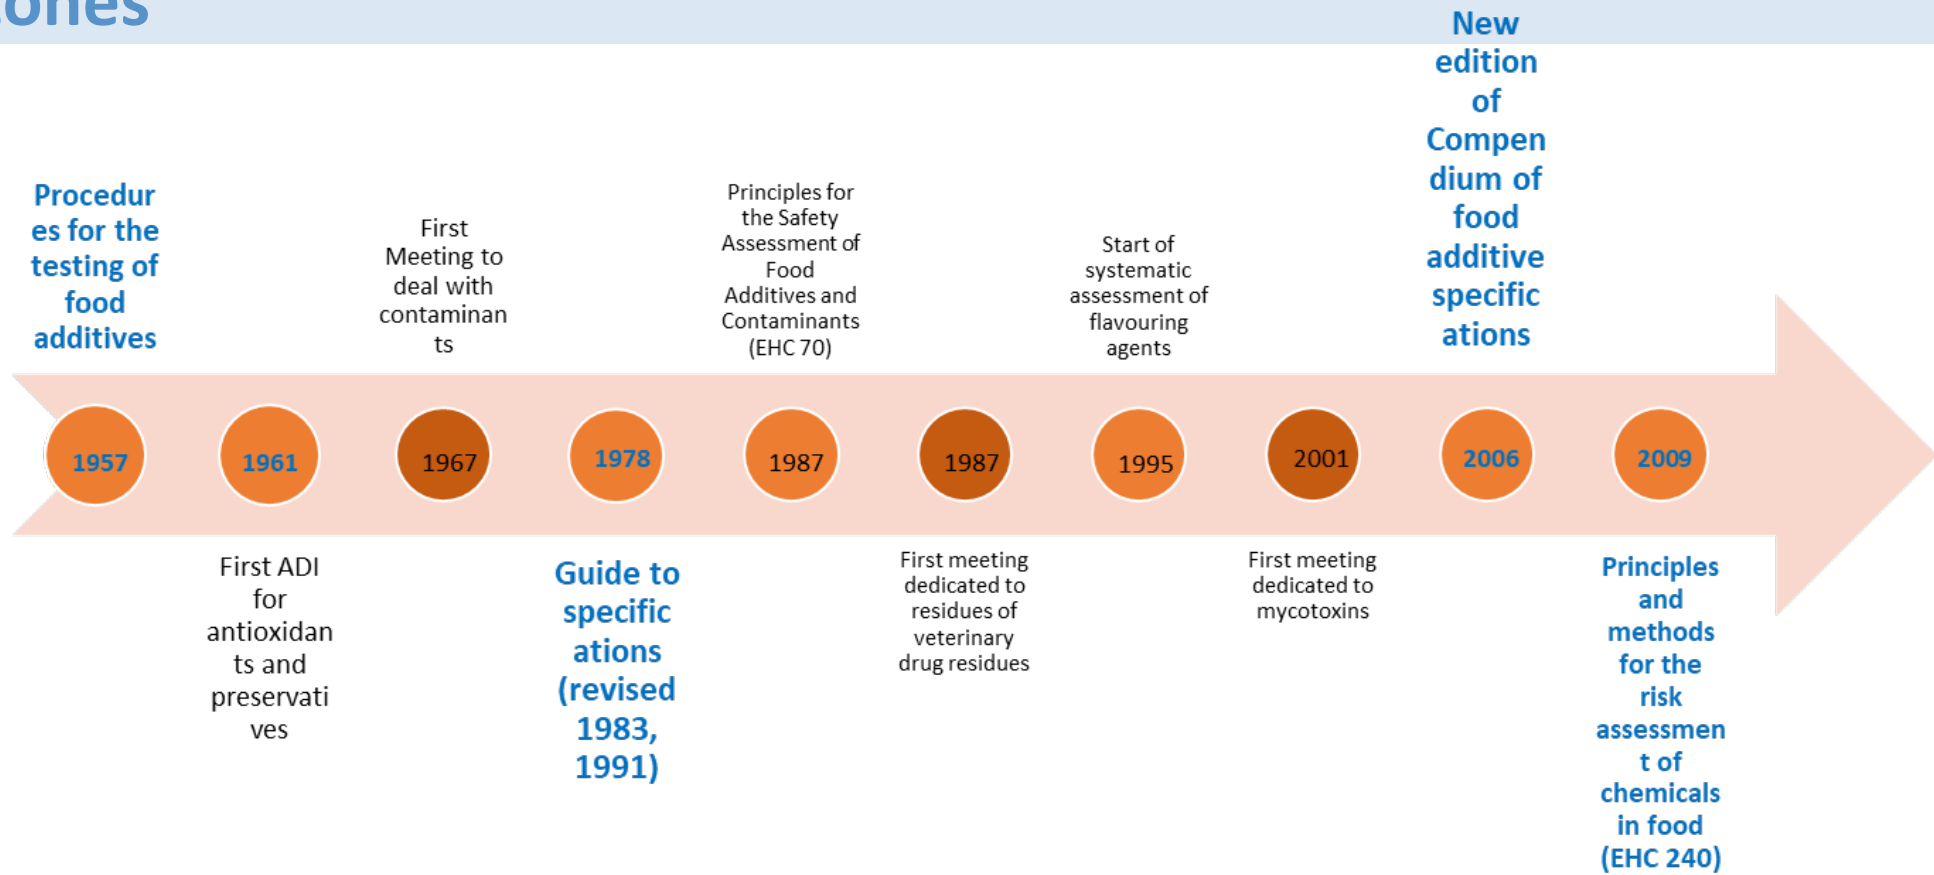 ones
Procedur
es for the
testing of
food
additives
First
Meeting to
deal with
contaminan
ts
Principles for
the Safety
Assessment of
Food
Additives and
Contaminants
(EHC 70)
Start of
systematic
assessment of
flavouring
agents
New
edition
of
Compen
dium of
food
additive
specific
ations
1957
1961
1967
1978
1987
1987
1995
2001
2006
2009
First ADI
for
antioxidan
ts and
preservati
ves
Guide to
specific
ations
(revised
1983,
1991)
First meeting
dedicated to
residues of
veterinary
drug residues
First meeting
dedicated to
mycotoxins
Principles
and
methods
for the
risk
assessmen
t of
chemicals
in food
(EHC 240)